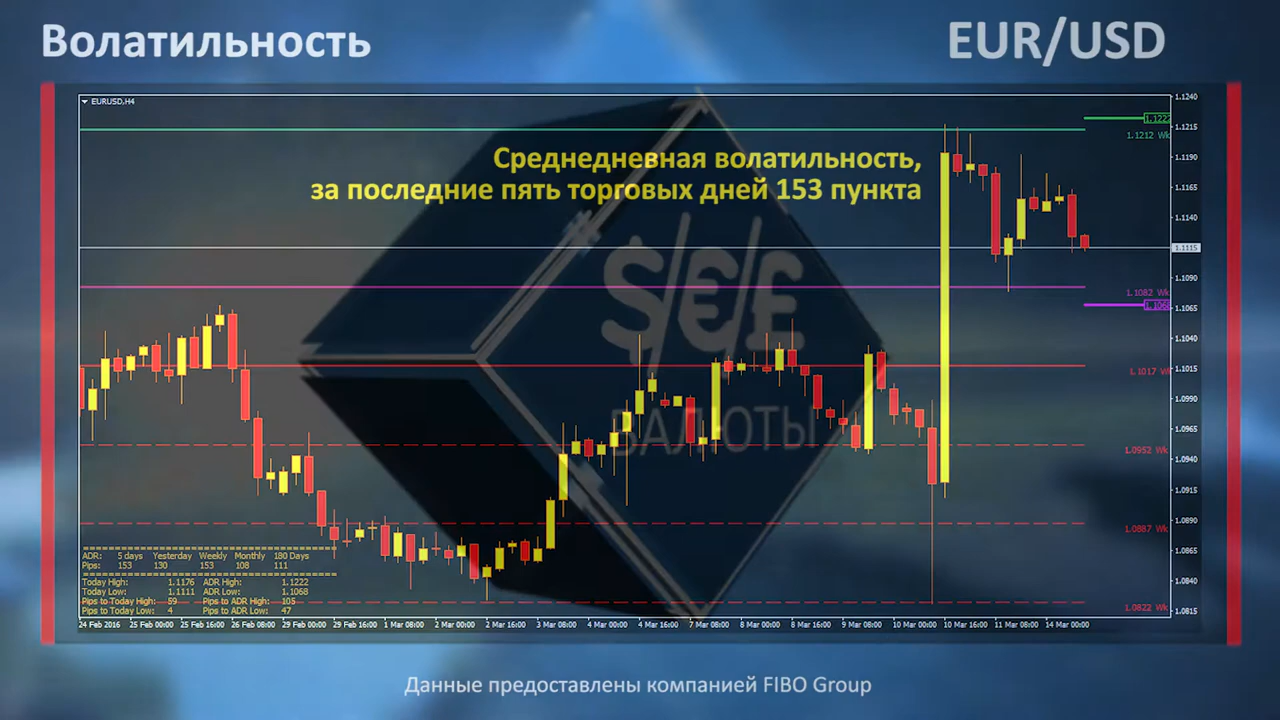 Волатильность
EUR/USD
EURUSD,H4
Среднедневная волатильность,
за последние пять торговых дней 153 пункта
$/€/£
ВАЛЮТЫ
1.1240
1.1222
1.1215
1.1212 Wk
1.1190
1.1165
1.1140
1.1115
1.1090
1.1082 Wk
1.1068
1.1065
1.1040
1.1017 Wk
1.1015
1.0990
1.0965
1.0952 Wk
1.0940
1.0915
1.0890
1.0887 Wk
1.0865
1.0840
1.0822 Wk
1.0815
ADR: 5 days Yesterday Weekly Monthly 180 Days
Pips: 153 130 153 108 111
Today High: 1.1176 ADR High: 1.1222
Today Low: 1.1111 ADR Low: 1.1068
Pips to Today High: 59 Pips to ADR High: 105
Pips to Today Low: 4 Pips to ADR Low: 47
24 Feb 2016 25 Feb 00:00 25 Feb 16:00 26 Feb 08:00 29 Feb 00:00 29 Feb 16:00 1 Mar 08:00 2 Mar 00:00 2 Mar 16:00 3 Mar 08:00 4 Mar 00:00 4 Mar 16:00 7 Mar 08:00 8 Mar 00:00 8 Mar 16:00 9 Mar 08:00 10 Mar 00:00 10 Mar 16:00 11 Mar 08:00 14 Mar 00:00
Данные предоставлены компанией FIBO Group